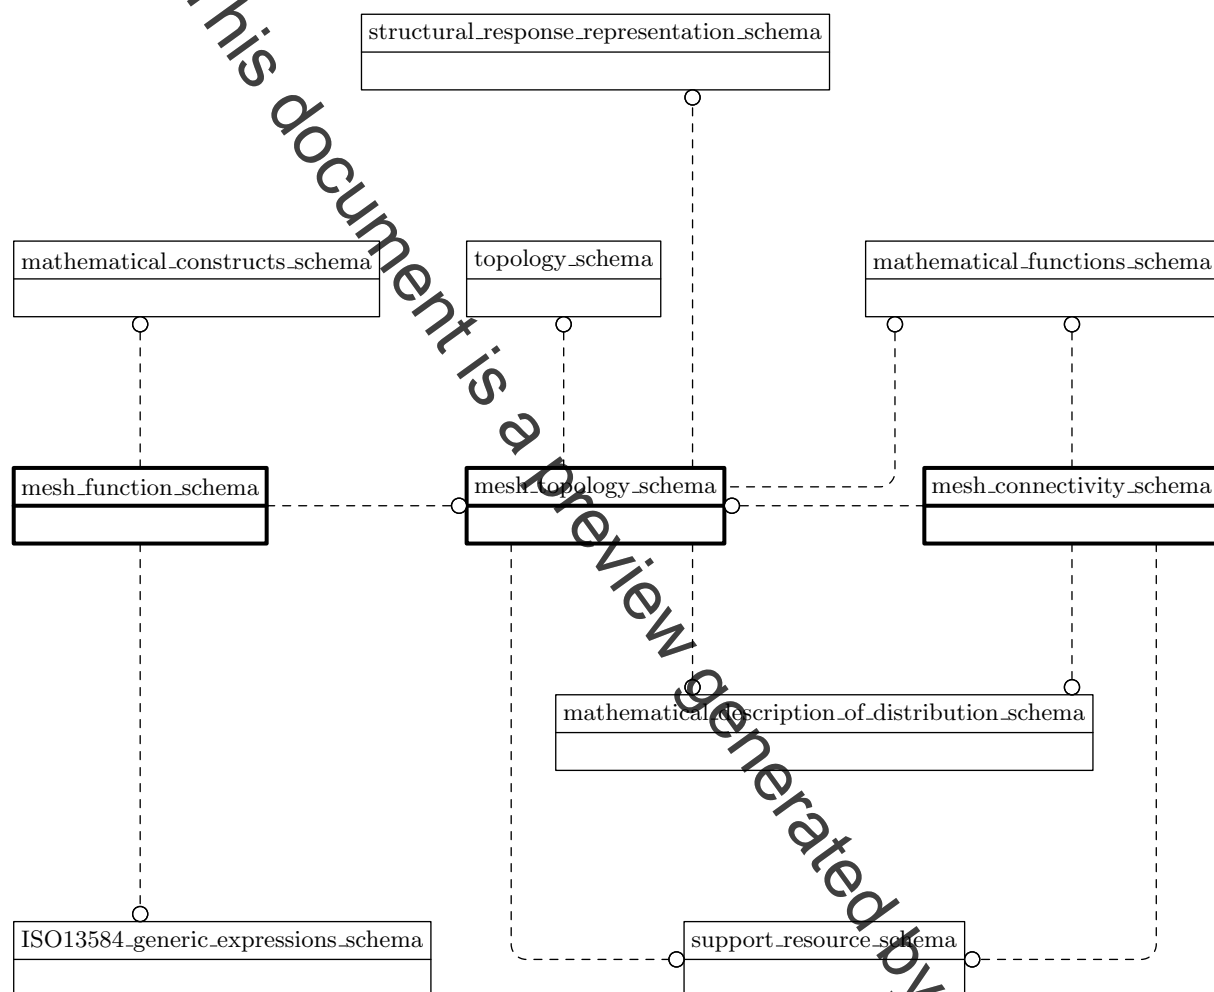 structural_response_representation_schema
mathematical_constructs_schema
topology_schema
mathematical_functions_schema
mesh_function_schema
mesh_topology_schema
mesh_connectivity_schema
mathematical_description_of_distribution_schema
ISO13584_generic_expressions_schema
support_resource_schema
This document is a preview generated by